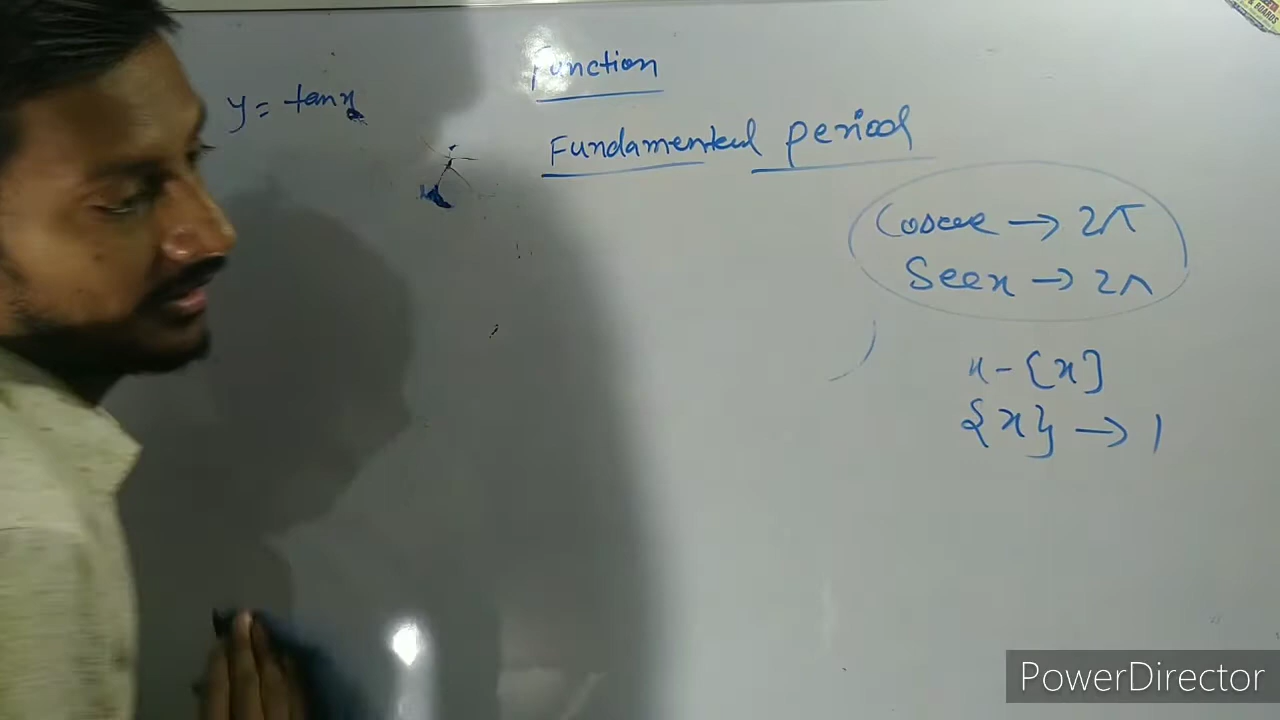 Function
y = tanx
Fundamental period
Cosecx → 2π
Secx → 2π
x - [x]
{x} → 1
PowerDirector